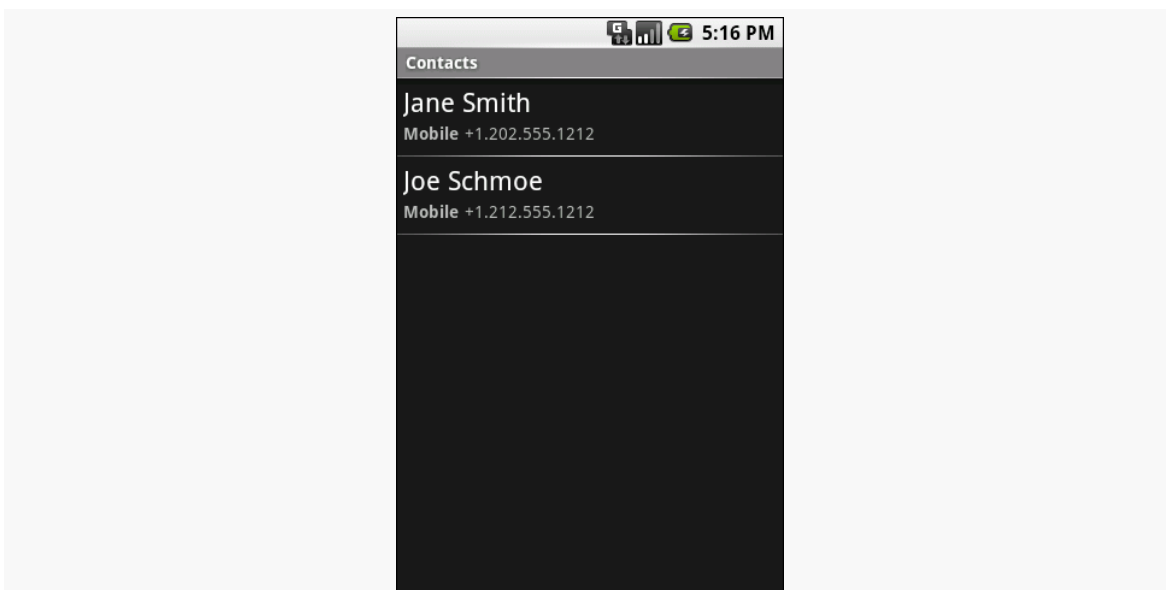 G 5:16 PM
Contacts
Jane Smith
Mobile +1.202.555.1212
Joe Schmoe
Mobile +1.212.555.1212